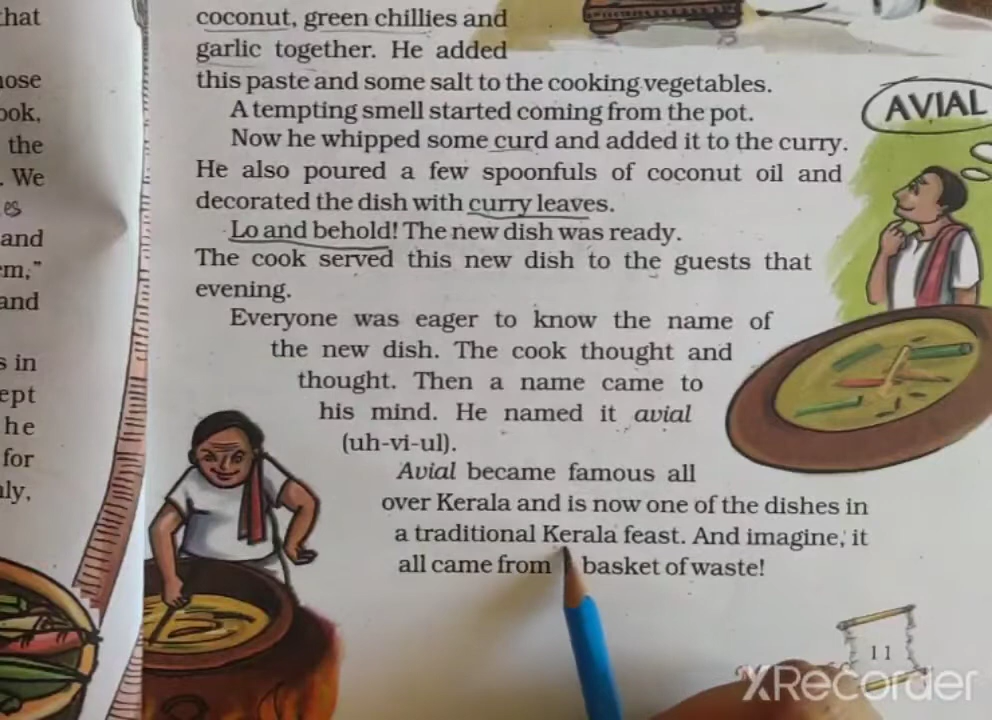 that
ook,
the
. We
es
and
em,"
and
s in
ept
he
for
coconut, green chillies and
garlic together. He added
this paste and some salt to the cooking vegetables.
A tempting smell started coming from the pot.
Now he whipped some curd and added it to the curry.
He also poured a few spoonfuls of coconut oil and
decorated the dish with curry leaves.
Lo and behold! The new dish was ready.
The cook served this new dish to the guests that
evening.
Everyone was eager to know the name of
the new dish. The cook thought and
thought. Then a name came to
his mind. He named it avial
(uh-vi-ul).
Avial became famous all
over Kerala and is now one of the dishes in
a traditional Kerala feast. And imagine, it
all came from basket of waste!
AVIAL
11
XRecorder